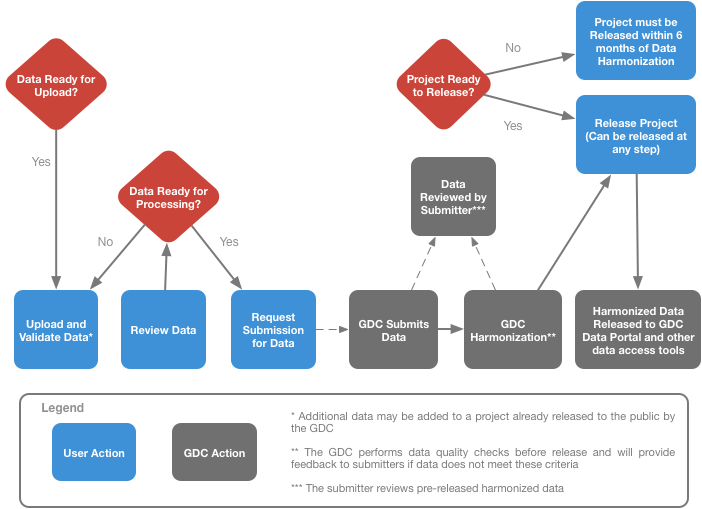 Project must be
Released within 6
months of Data
Harmonization
No
Data Ready for
Upload?
Project Ready
to Release?
Yes
Release Project
(Can be released at
any step)
Yes
Data Ready for
Processing?
Data
Reviewed by
Submitter***
No
Yes
Upload and
Validate Data*
Review Data
Request
Submission
for Data
GDC Submits
Data
GDC
Harmonization**
Harmonized Data
Released to GDC
Data Portal and other
data access tools
Legend
User Action
GDC Action
* Additional data may be added to a project already released to the public by
the GDC
** The GDC performs data quality checks before release and will provide
feedback to submitters if data does not meet these criteria
*** The submitter reviews pre-released harmonized data